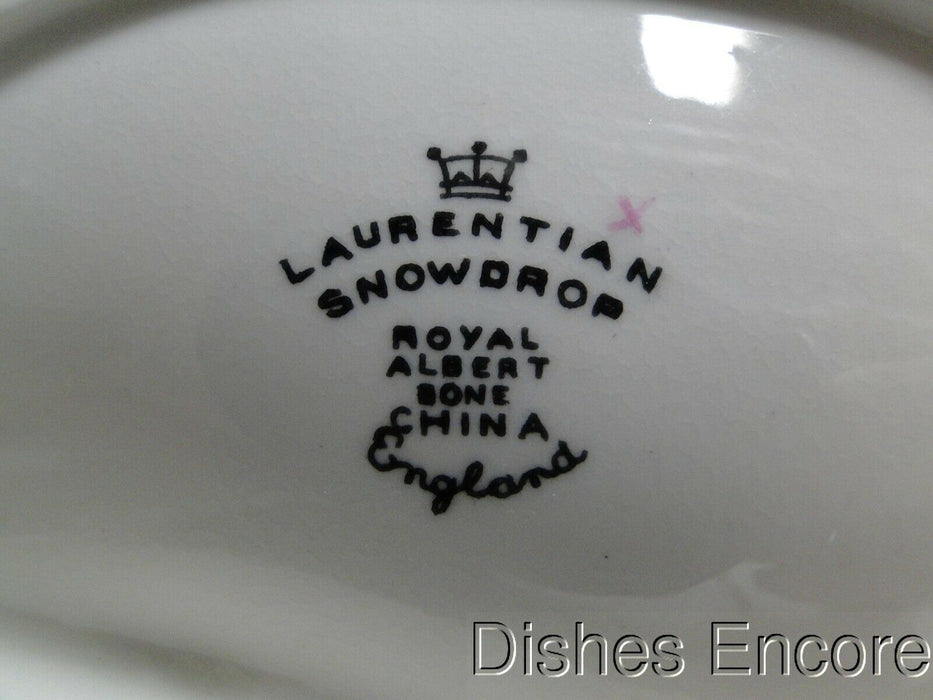 LAURENTIAN
SNOWDROP
ROYAL
ALBERT
BONE
CHINA
England
Dishes Encore